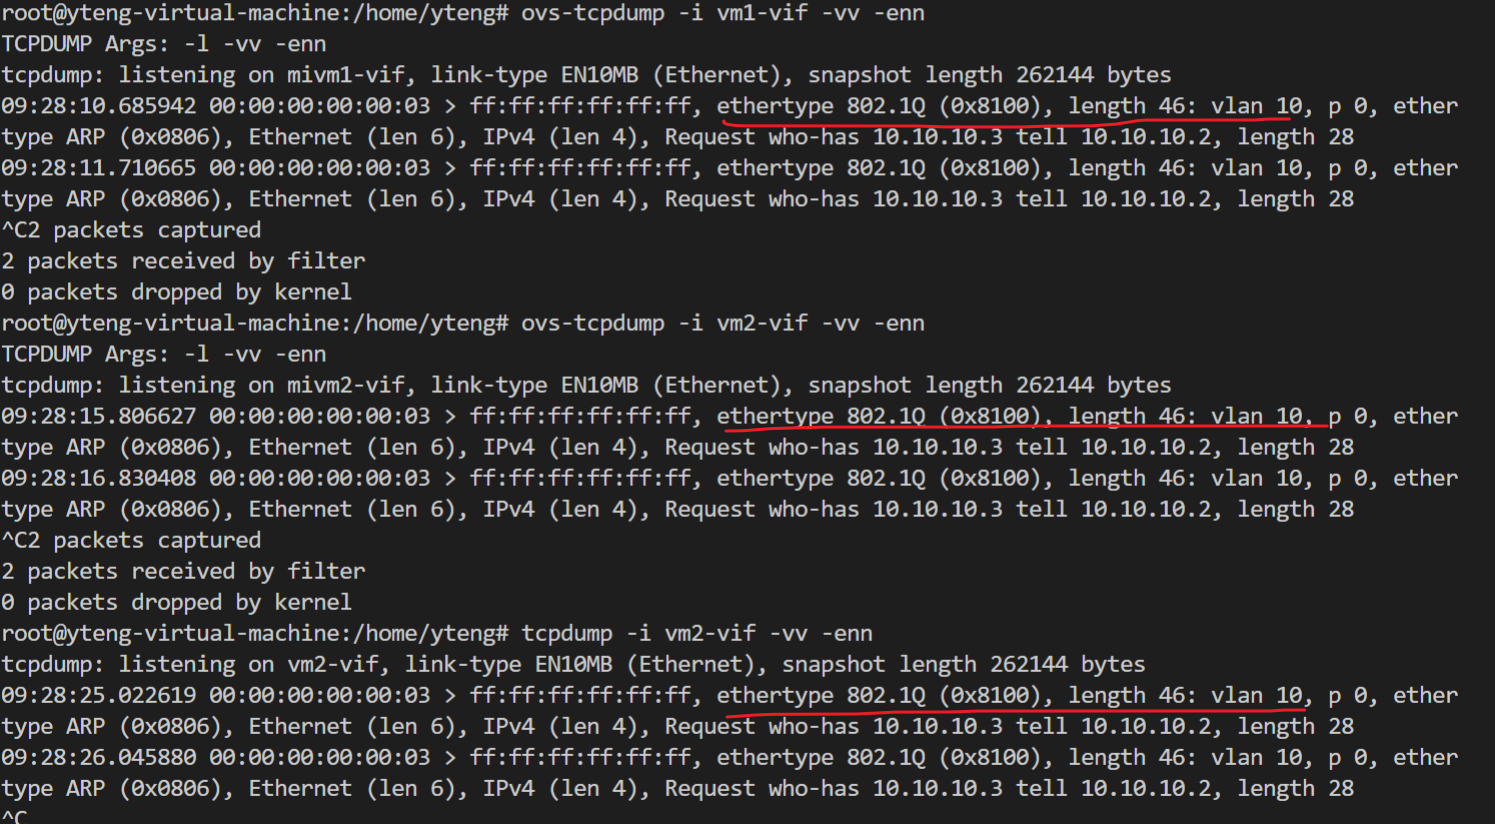 root@yteng-virtual-machine:/home/yteng# ovs-tcpdump -i vm1-vif -vv -enn
TCPDUMP Args: -l -vv -enn
tcpdump: listening on mivm1-vif, link-type EN10MB (Ethernet), snapshot length 262144 bytes
09:28:10.685942 00:00:00:00:00:03 > ff:ff:ff:ff:ff:ff, ethertype 802.1Q (0x8100), length 46: vlan 10, p 0, ether
type ARP (0x0806), Ethernet (len 6), IPv4 (len 4), Request who-has 10.10.10.3 tell 10.10.10.2, length 28
09:28:11.710665 00:00:00:00:00:03 > ff:ff:ff:ff:ff:ff, ethertype 802.1Q (0x8100), length 46: vlan 10, p 0, ether
type ARP (0x0806), Ethernet (len 6), IPv4 (len 4), Request who-has 10.10.10.3 tell 10.10.10.2, length 28
^C2 packets captured
2 packets received by filter
0 packets dropped by kernel
root@yteng-virtual-machine:/home/yteng# ovs-tcpdump -i vm2-vif -vv -enn
TCPDUMP Args: -l -vv -enn
tcpdump: listening on mivm2-vif, link-type EN10MB (Ethernet), snapshot length 262144 bytes
09:28:15.806627 00:00:00:00:00:03 > ff:ff:ff:ff:ff:ff, ethertype 802.1Q (0x8100), length 46: vlan 10, p 0, ether
type ARP (0x0806), Ethernet (len 6), IPv4 (len 4), Request who-has 10.10.10.3 tell 10.10.10.2, length 28
09:28:16.830408 00:00:00:00:00:03 > ff:ff:ff:ff:ff:ff, ethertype 802.1Q (0x8100), length 46: vlan 10, p 0, ether
type ARP (0x0806), Ethernet (len 6), IPv4 (len 4), Request who-has 10.10.10.3 tell 10.10.10.2, length 28
^C2 packets captured
2 packets received by filter
0 packets dropped by kernel
root@yteng-virtual-machine:/home/yteng# tcpdump -i vm2-vif -vv -enn
tcpdump: listening on vm2-vif, link-type EN10MB (Ethernet), snapshot length 262144 bytes
09:28:25.022619 00:00:00:00:00:03 > ff:ff:ff:ff:ff:ff, ethertype 802.1Q (0x8100), length 46: vlan 10, p 0, ether
type ARP (0x0806), Ethernet (len 6), IPv4 (len 4), Request who-has 10.10.10.3 tell 10.10.10.2, length 28
09:28:26.045880 00:00:00:00:00:03 > ff:ff:ff:ff:ff:ff, ethertype 802.1Q (0x8100), length 46: vlan 10, p 0, ether
type ARP (0x0806), Ethernet (len 6), IPv4 (len 4), Request who-has 10.10.10.3 tell 10.10.10.2, length 28
^C